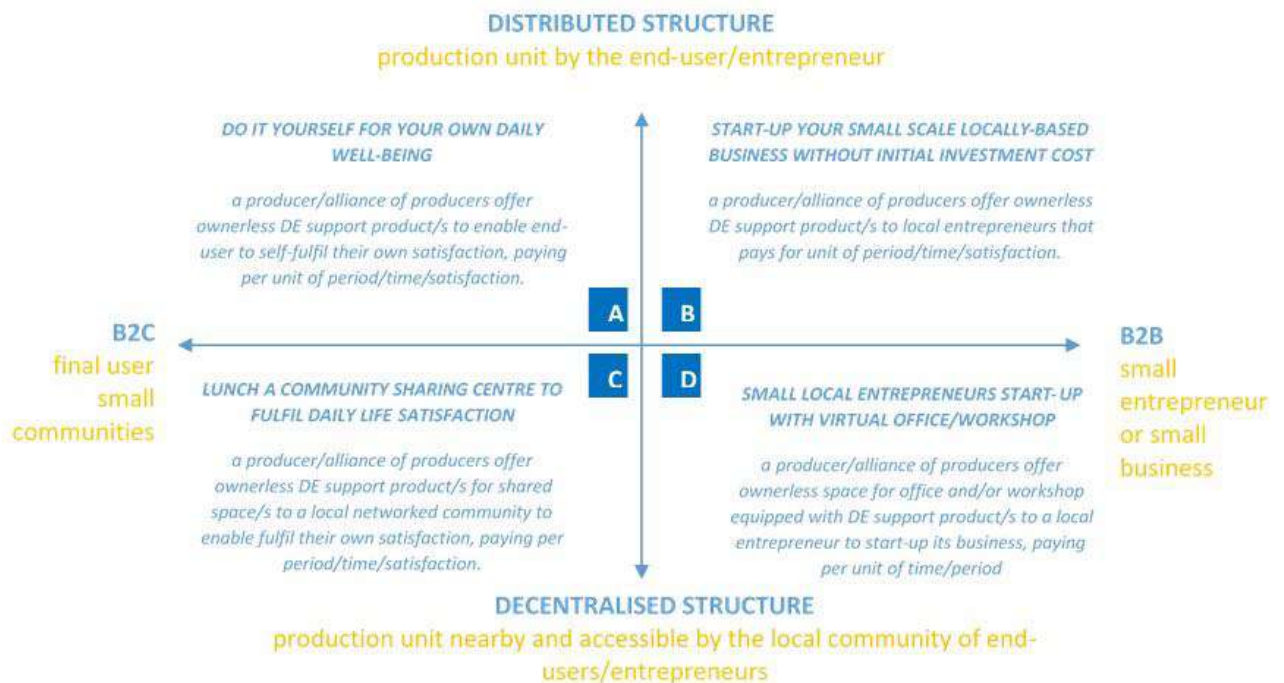 DISTRIBUTED STRUCTURE
production unit by the end-user/entrepreneur
DO IT YOURSELF FOR YOUR OWN DAILY
WELL-BEING
a producer/alliance of producers offer
ownerless DE support product/s to enable end-
user to self-fulfil their own satisfaction, paying
per unit of period/time/satisfaction.
START-UP YOUR SMALL SCALE LOCALLY-BASED
BUSINESS WITHOUT INITIAL INVESTMENT COST
a producer/alliance of producers offer ownerless
DE support product/s to local entrepreneurs that
pays for unit of period/time/satisfaction.
A
B
B2C
final user
small
communities
B2B
small
entrepreneur
or small
business
C
D
LUNCH A COMMUNITY SHARING CENTRE TO
FULFIL DAILY LIFE SATISFACTION
a producer/alliance of producers offer
ownerless DE support product/s for shared
space/s to a local networked community to
enable fulfil their own satisfaction, paying per
period/time/satisfaction.
SMALL LOCAL ENTREPRENEURS START-UP
WITH VIRTUAL OFFICE/WORKSHOP
a producer/alliance of producers offer
ownerless space for office and/or workshop
equipped with DE support product/s to a local
entrepreneur to start-up its business, paying
per unit of time/period
DECENTRALISED STRUCTURE
production unit nearby and accessible by the local community of end-
users/entrepreneurs